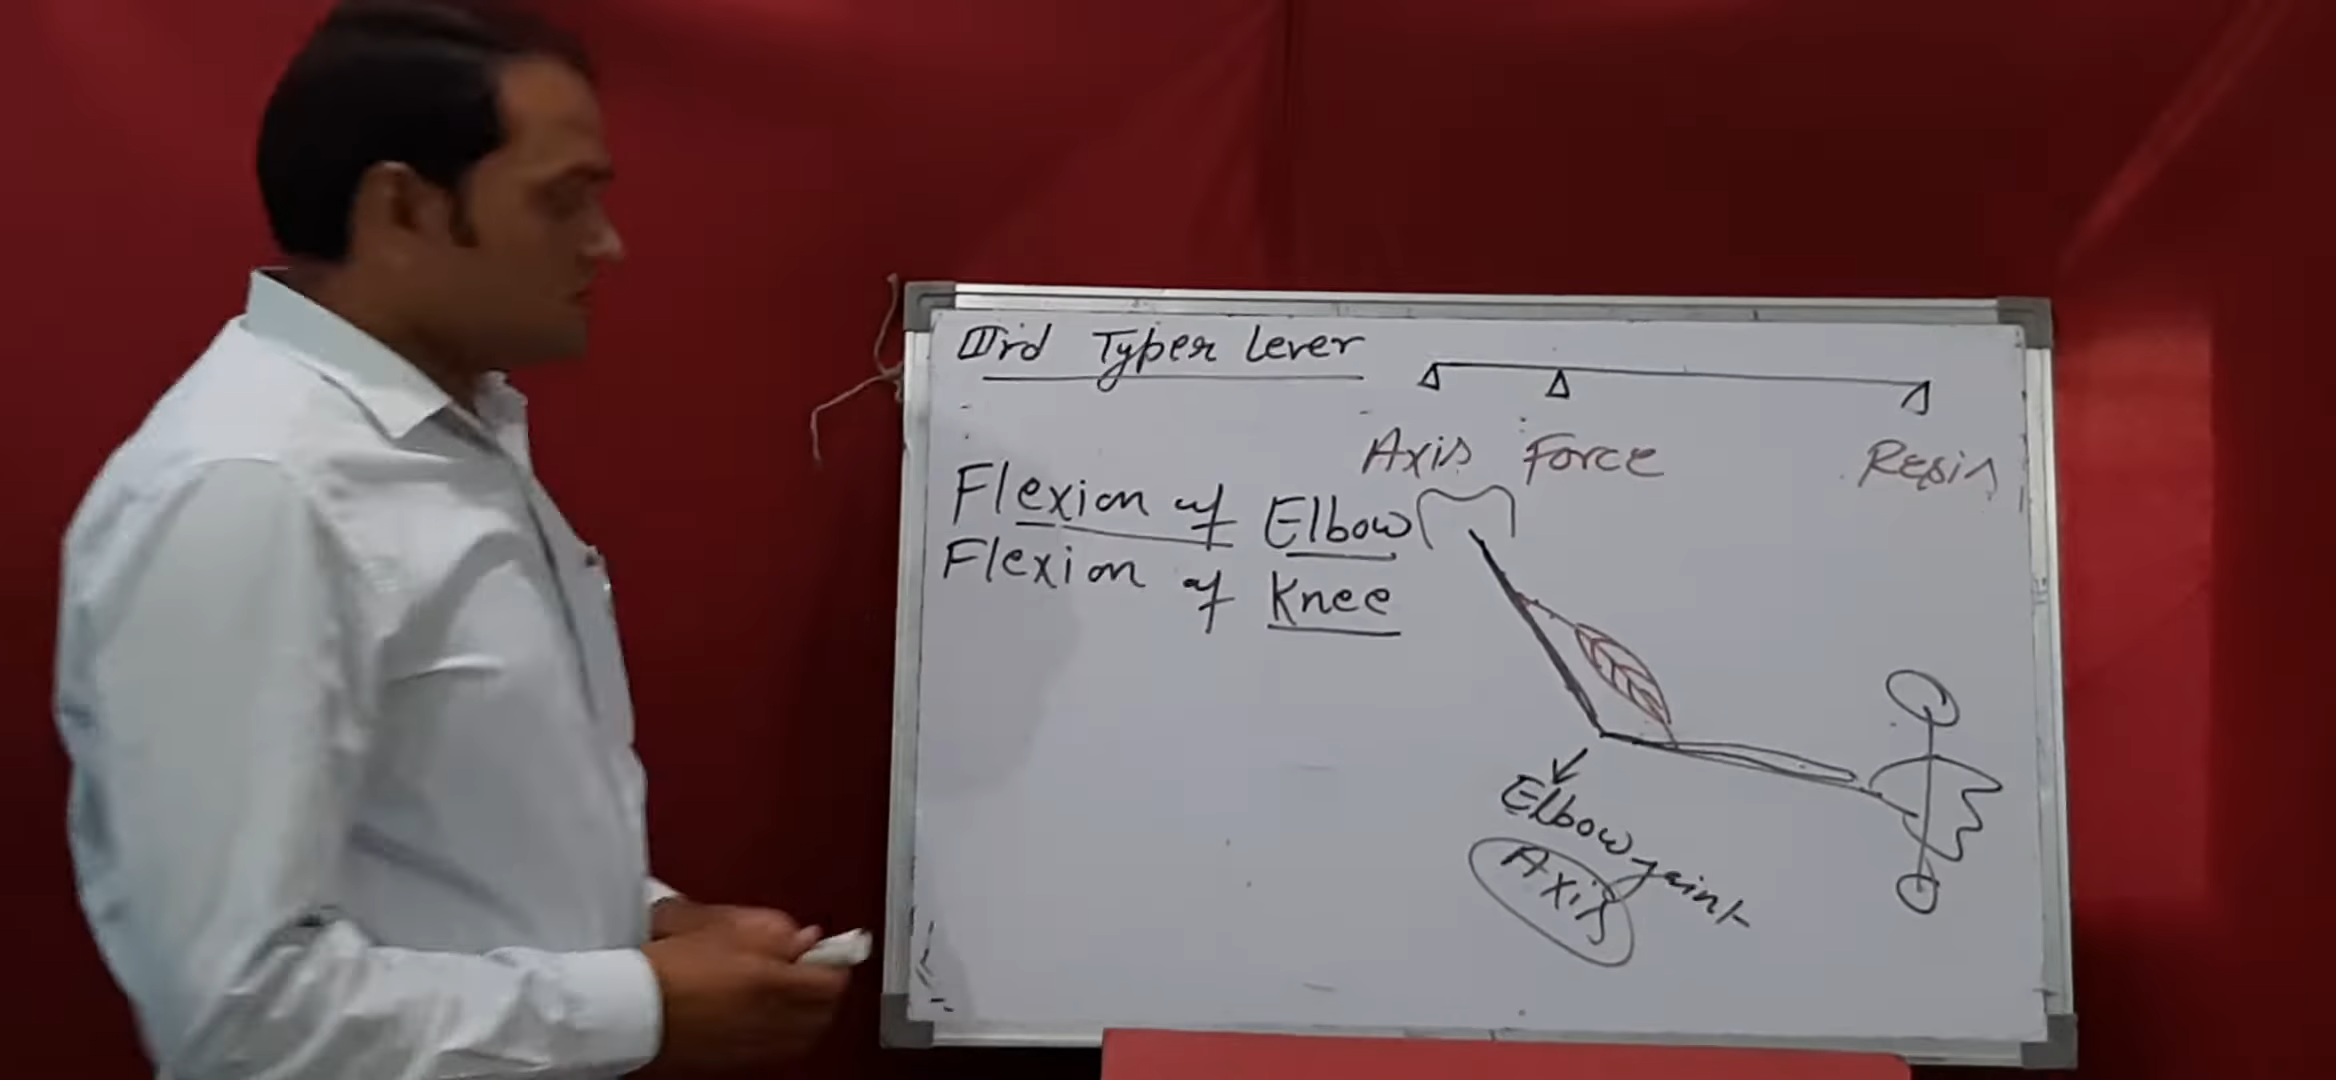 IIIrd Typer Lever
Axis Force Resis
Flexion of Elbow
Flexion of Knee
Elbow joint
Axis